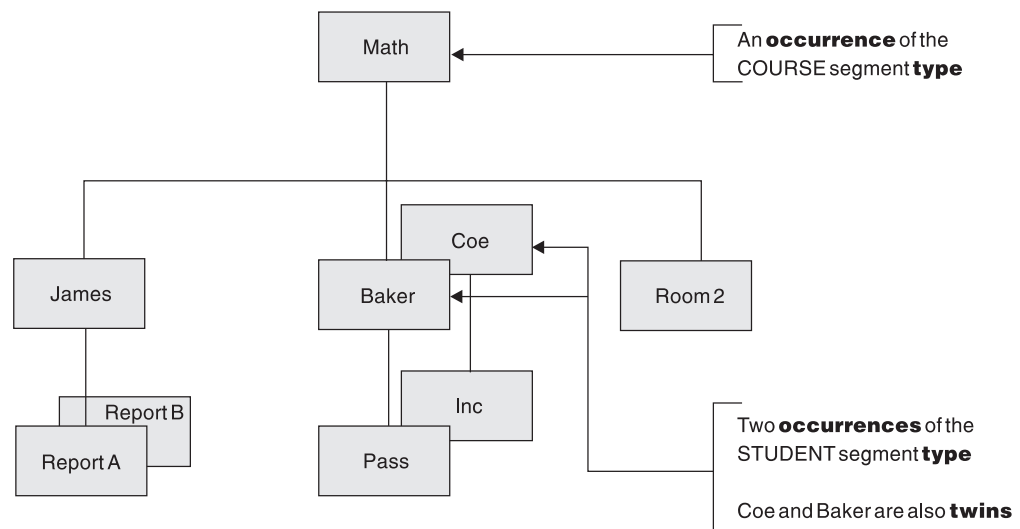 Math
An occurrence of the
COURSE segment type
Coe
James
Baker
Room 2
Report B
Inc
Report A
Pass
Two occurrences of the
STUDENT segment type
Coe and Baker are also twins